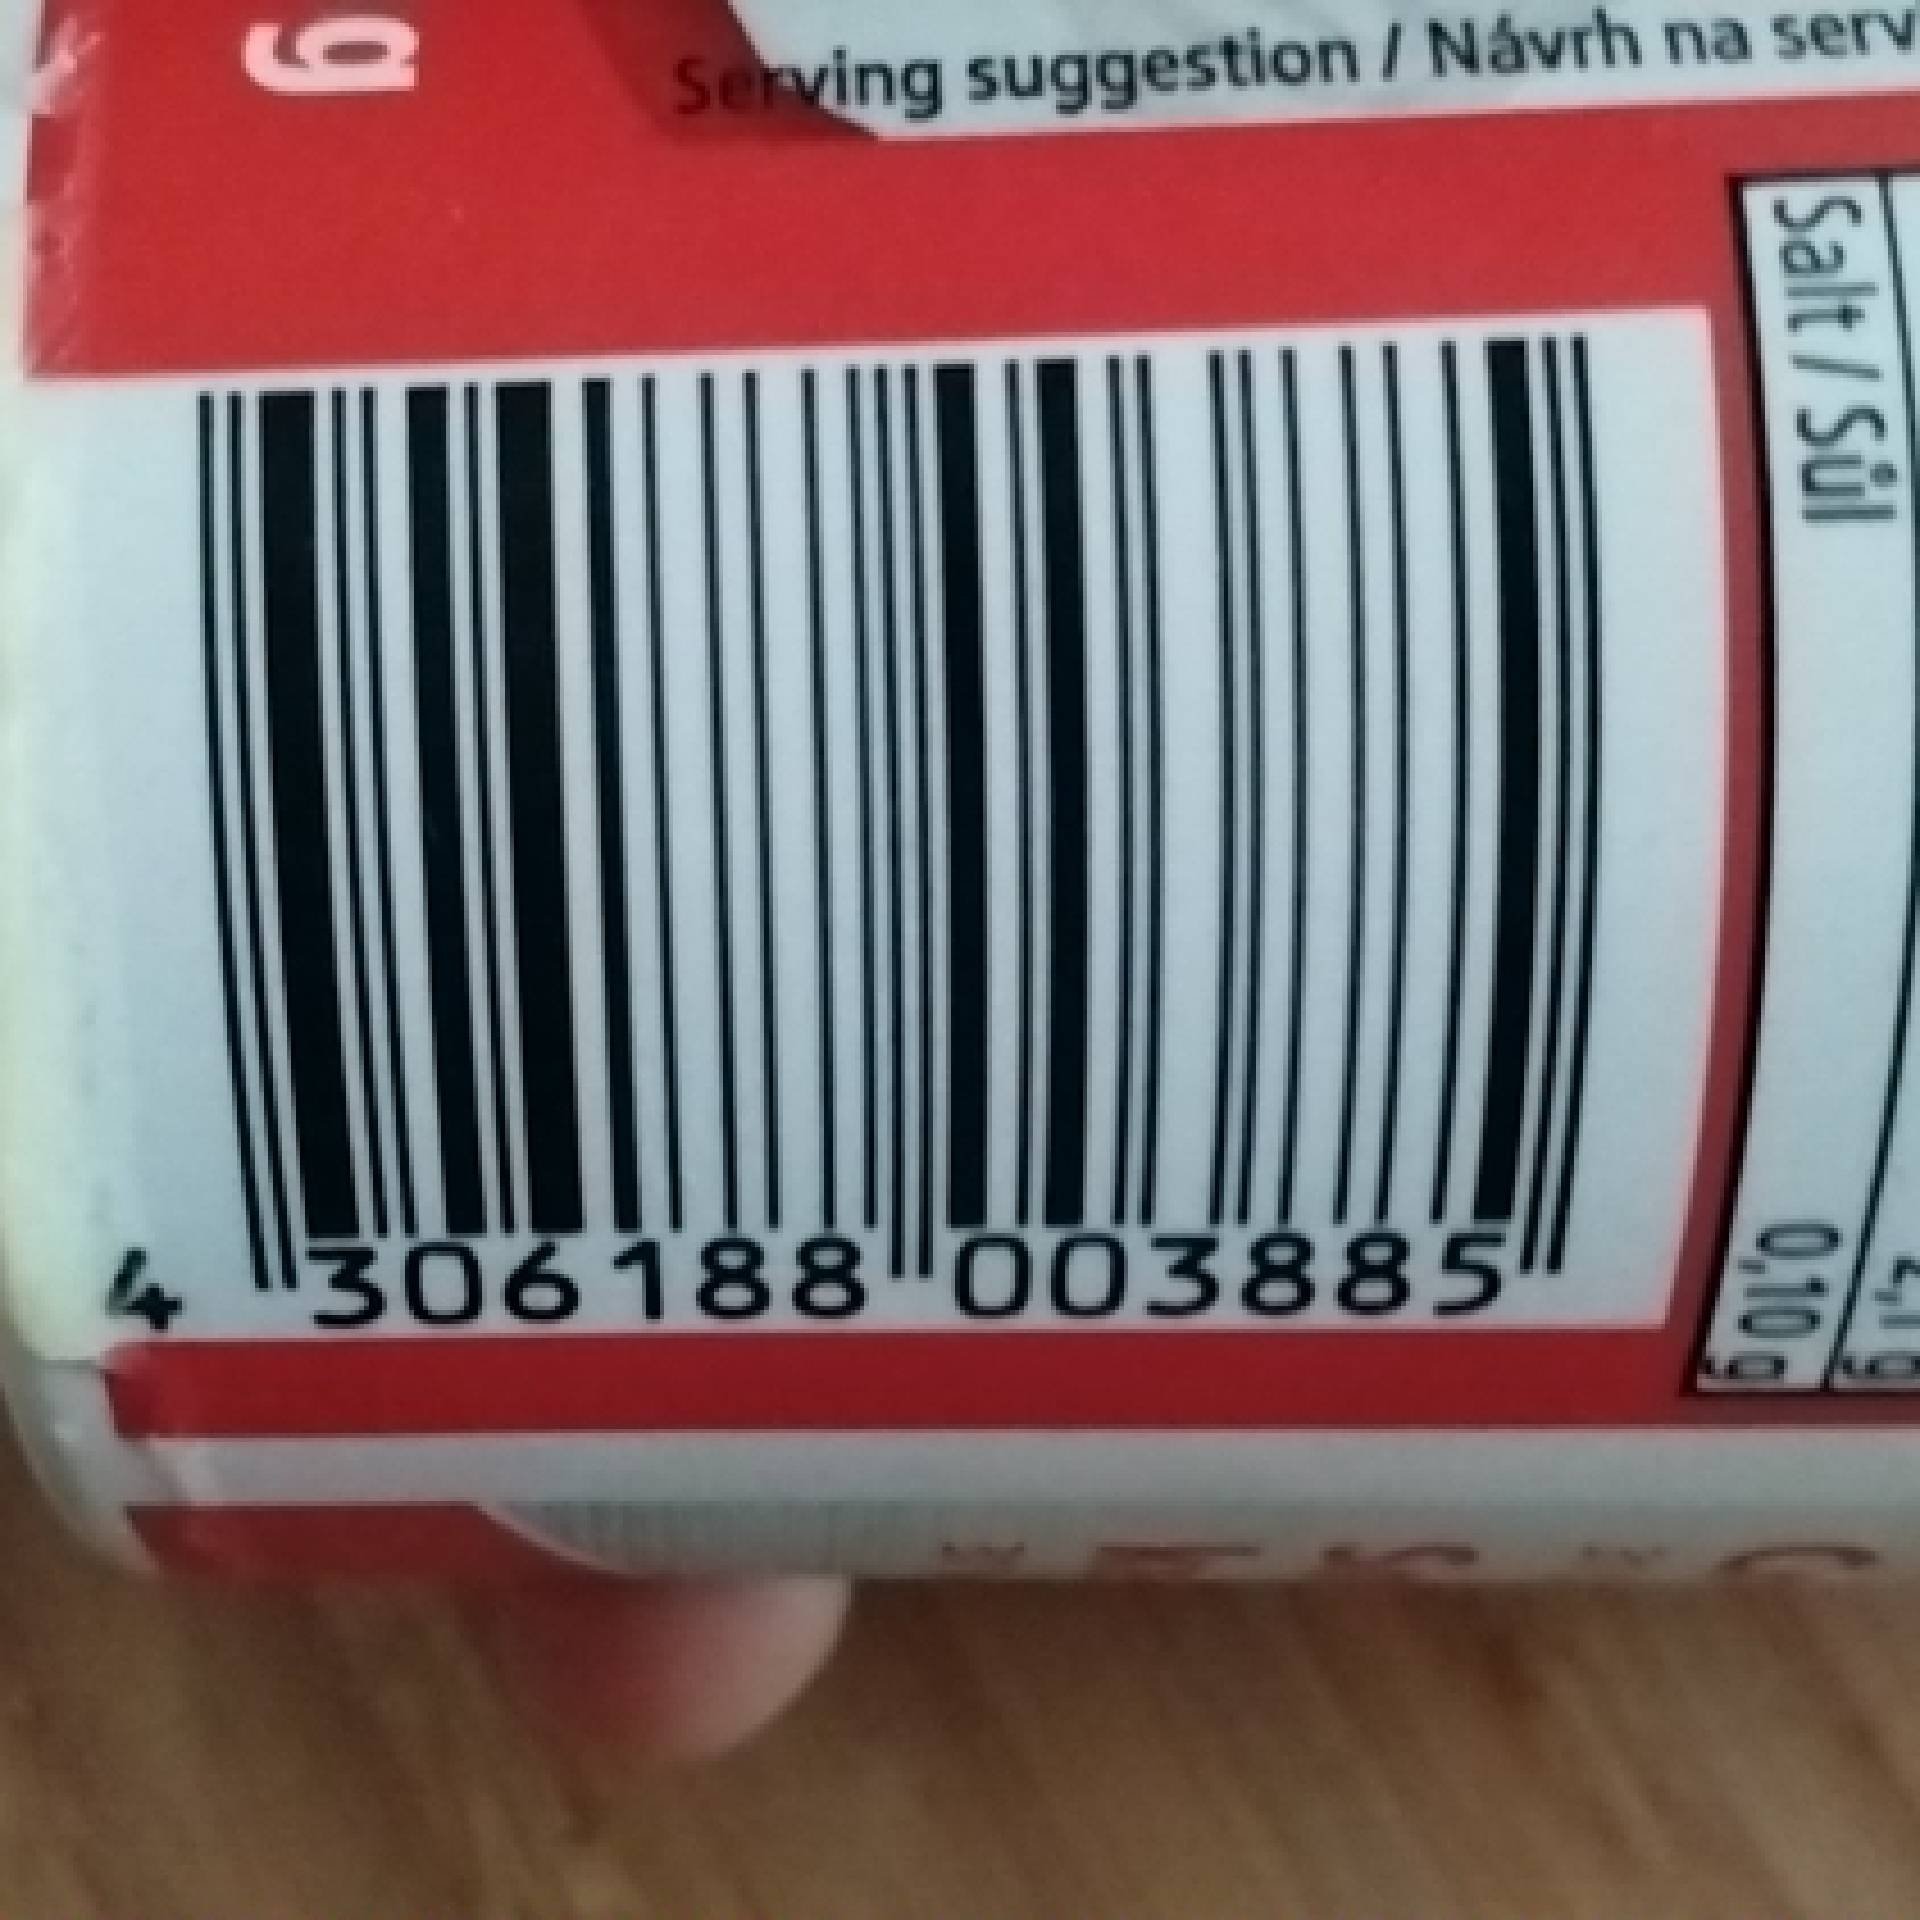 g
Serving suggestion / Návrh na serv
Salt / Sůl
0,10 g
4 306188 003885